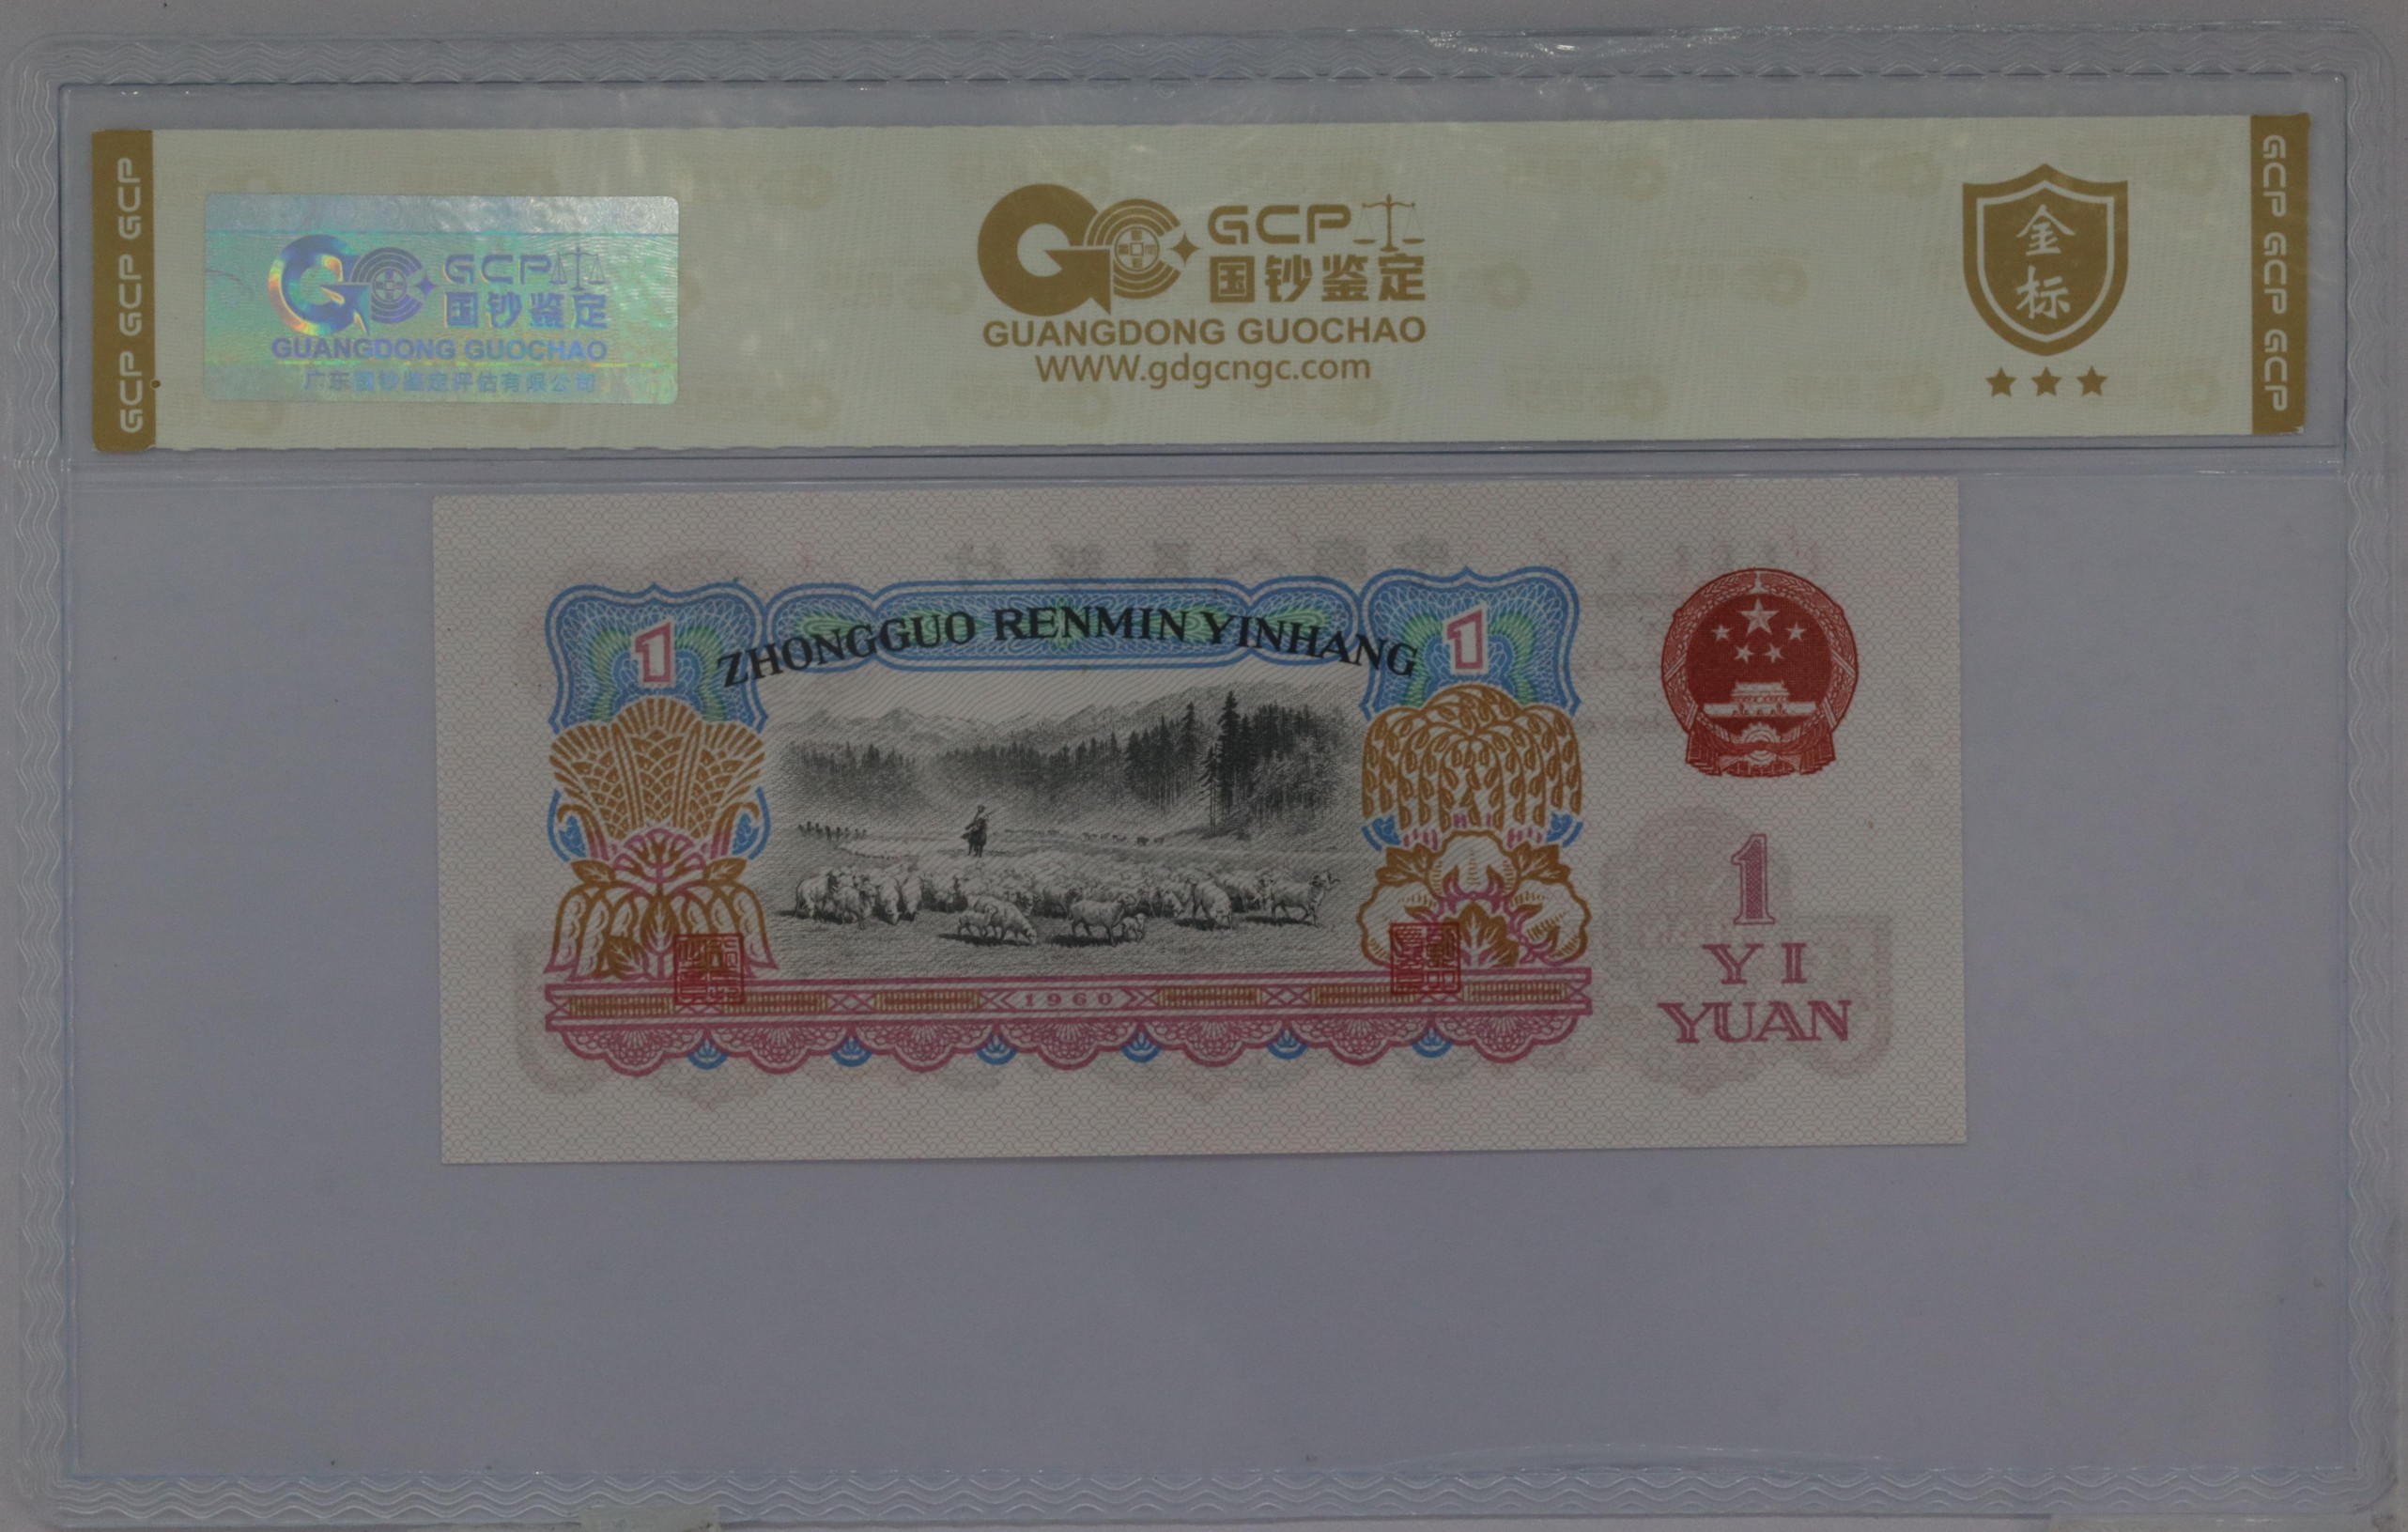 GCP GCP GCP
GCP
国钞鉴定
GUANGDONG GUOCHAO
广东国钞鉴定评估有限公司
GCP
国钞鉴定
GUANGDONG GUOCHAO
WWW.gdgcngc.com
金
标
GCP GCP GCP
ZHONGGUO RENMIN YINHANG
1
1
1
YI
YUAN
1960